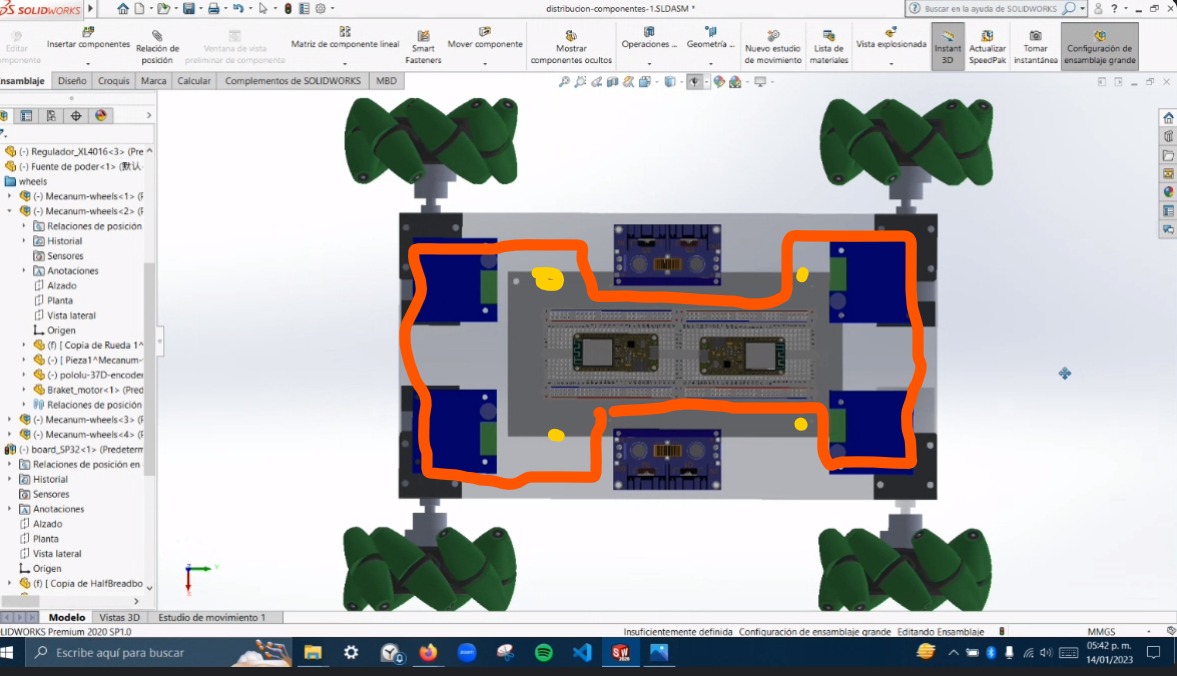 SOLIDWORKS
distribucion-componentes-1.SLDASM *
Buscar en la ayuda de SOLIDWORKS
Editar componente
Insertar componentes
Relación de posición
Ventana de vista preliminar de componente
Matriz de componente lineal
Smart Fasteners
Mover componente
Mostrar componentes ocultos
Operaciones ...
Geometría ...
Nuevo estudio de movimiento
Lista de materiales
Vista explosionada
Instant 3D
Actualizar SpeedPak
Tomar instantánea
Configuración de ensamblaje grande
Ensamblaje
Diseño
Croquis
Marca
Calcular
Complementos de SOLIDWORKS
MBD
(-) Regulador_XL4016<3> (Pre
(-) Fuente de poder<1> (默认
wheels
(-) Mecanum-wheels<1> (F
(-) Mecanum-wheels<2> (F
Relaciones de posición
Historial
Sensores
Anotaciones
Alzado
Planta
Vista lateral
Origen
(f) [ Copia de Rueda 1^
(-) [ Pieza1^Mecanum-
(-) pololu-37D-encoder
Braket_motor<1> (Pred
Relaciones de posición
(-) Mecanum-wheels<3> (F
(-) Mecanum-wheels<4> (F
(-) board_SP32<1> (Predeterm
Relaciones de posición en
Historial
Sensores
Anotaciones
Alzado
Planta
Vista lateral
Origen
(f) [ Copia de HalfBreadbo
Modelo
Vistas 3D
Estudio de movimiento 1
SOLIDWORKS Premium 2020 SP1.0
Insuficientemente definida
Configuración de ensamblaje grande
Editando Ensamblaje
MMGS
Escribe aquí para buscar
05:42 p. m.
14/01/2023